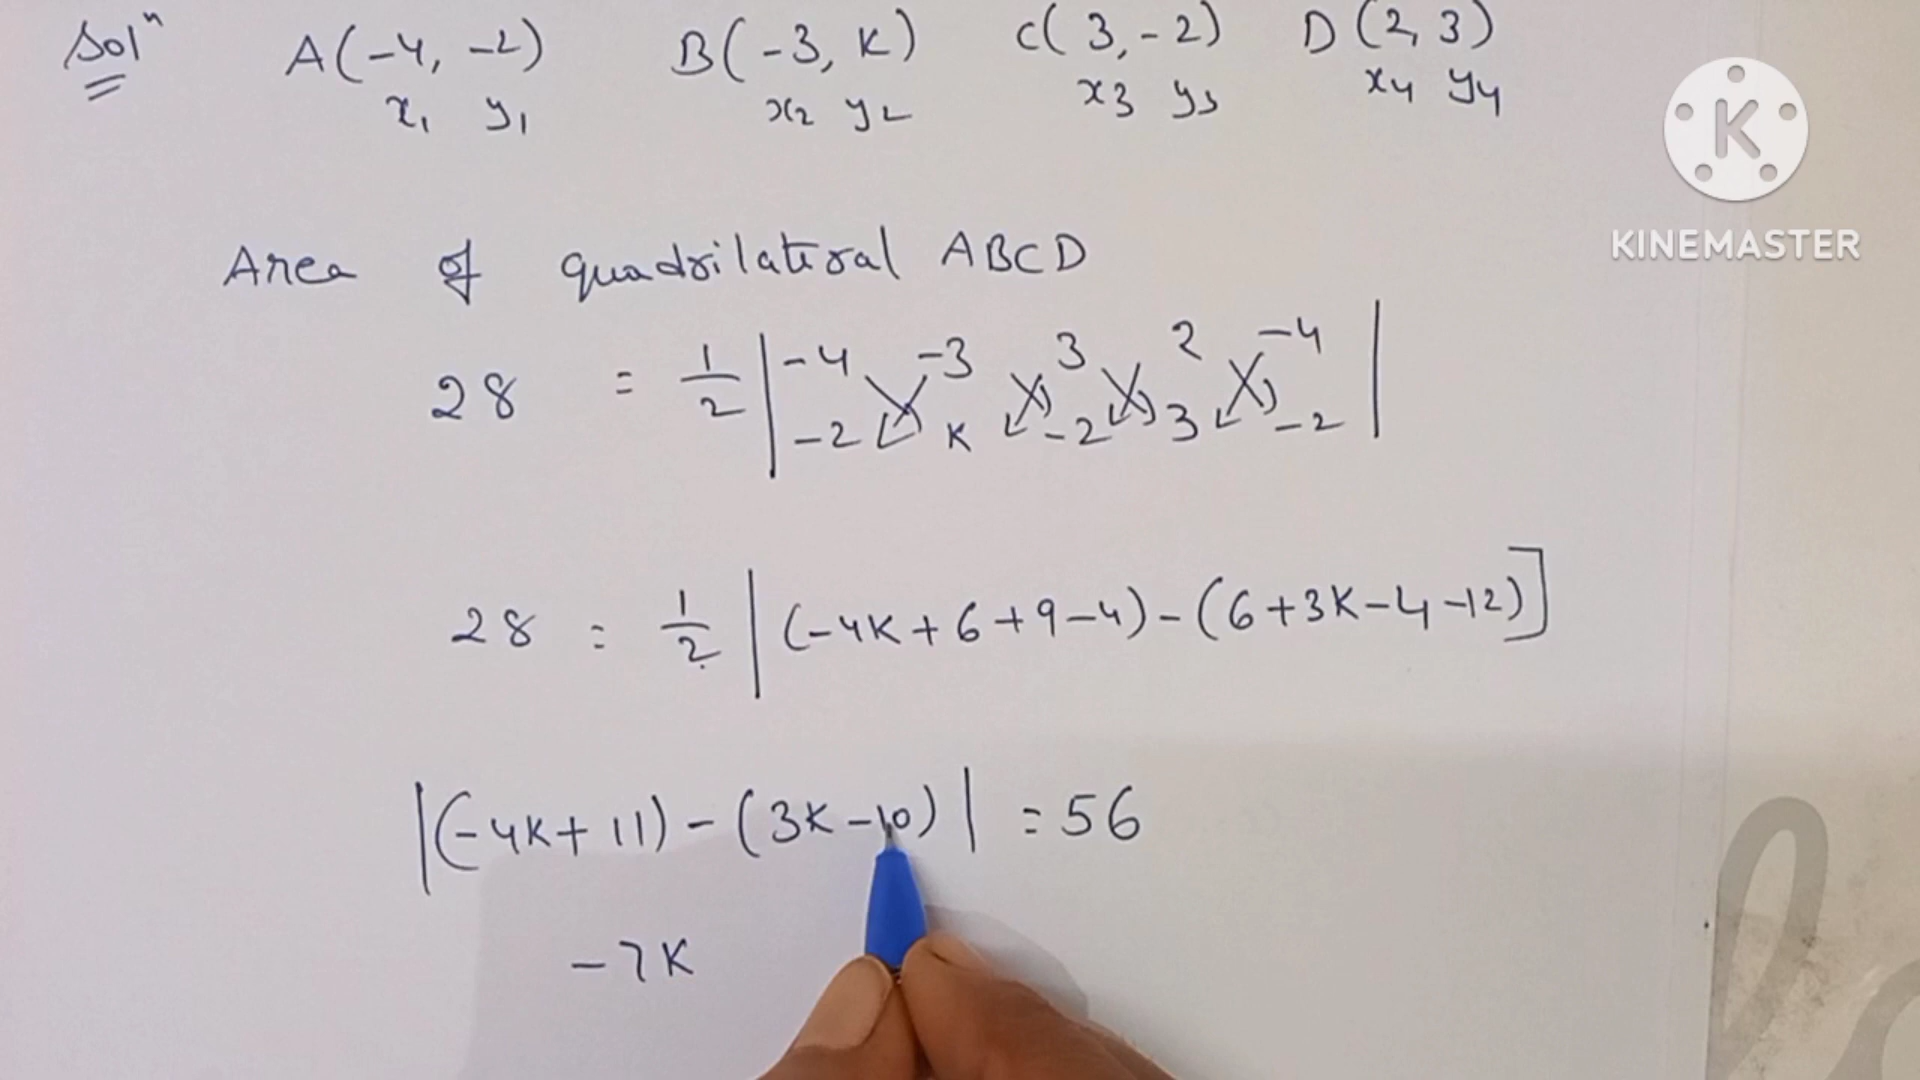 Solⁿ A(-4, -2) B(-3, K) C(3, -2) D(2, 3)
x₁ y₁ x₂ y₂ x₃ y₃ x₄ y₄
K
KINEMASTER
Area of quadrilateral ABCD
28 = 1/2 | -4 -3 3 2 -4 |
-2 K -2 3 -2
28 = 1/2 | (-4K + 6 + 9 - 4) - (6 + 3K - 4 - 12) ]
| (-4K + 11) - (3K - 10) | = 56
-7K